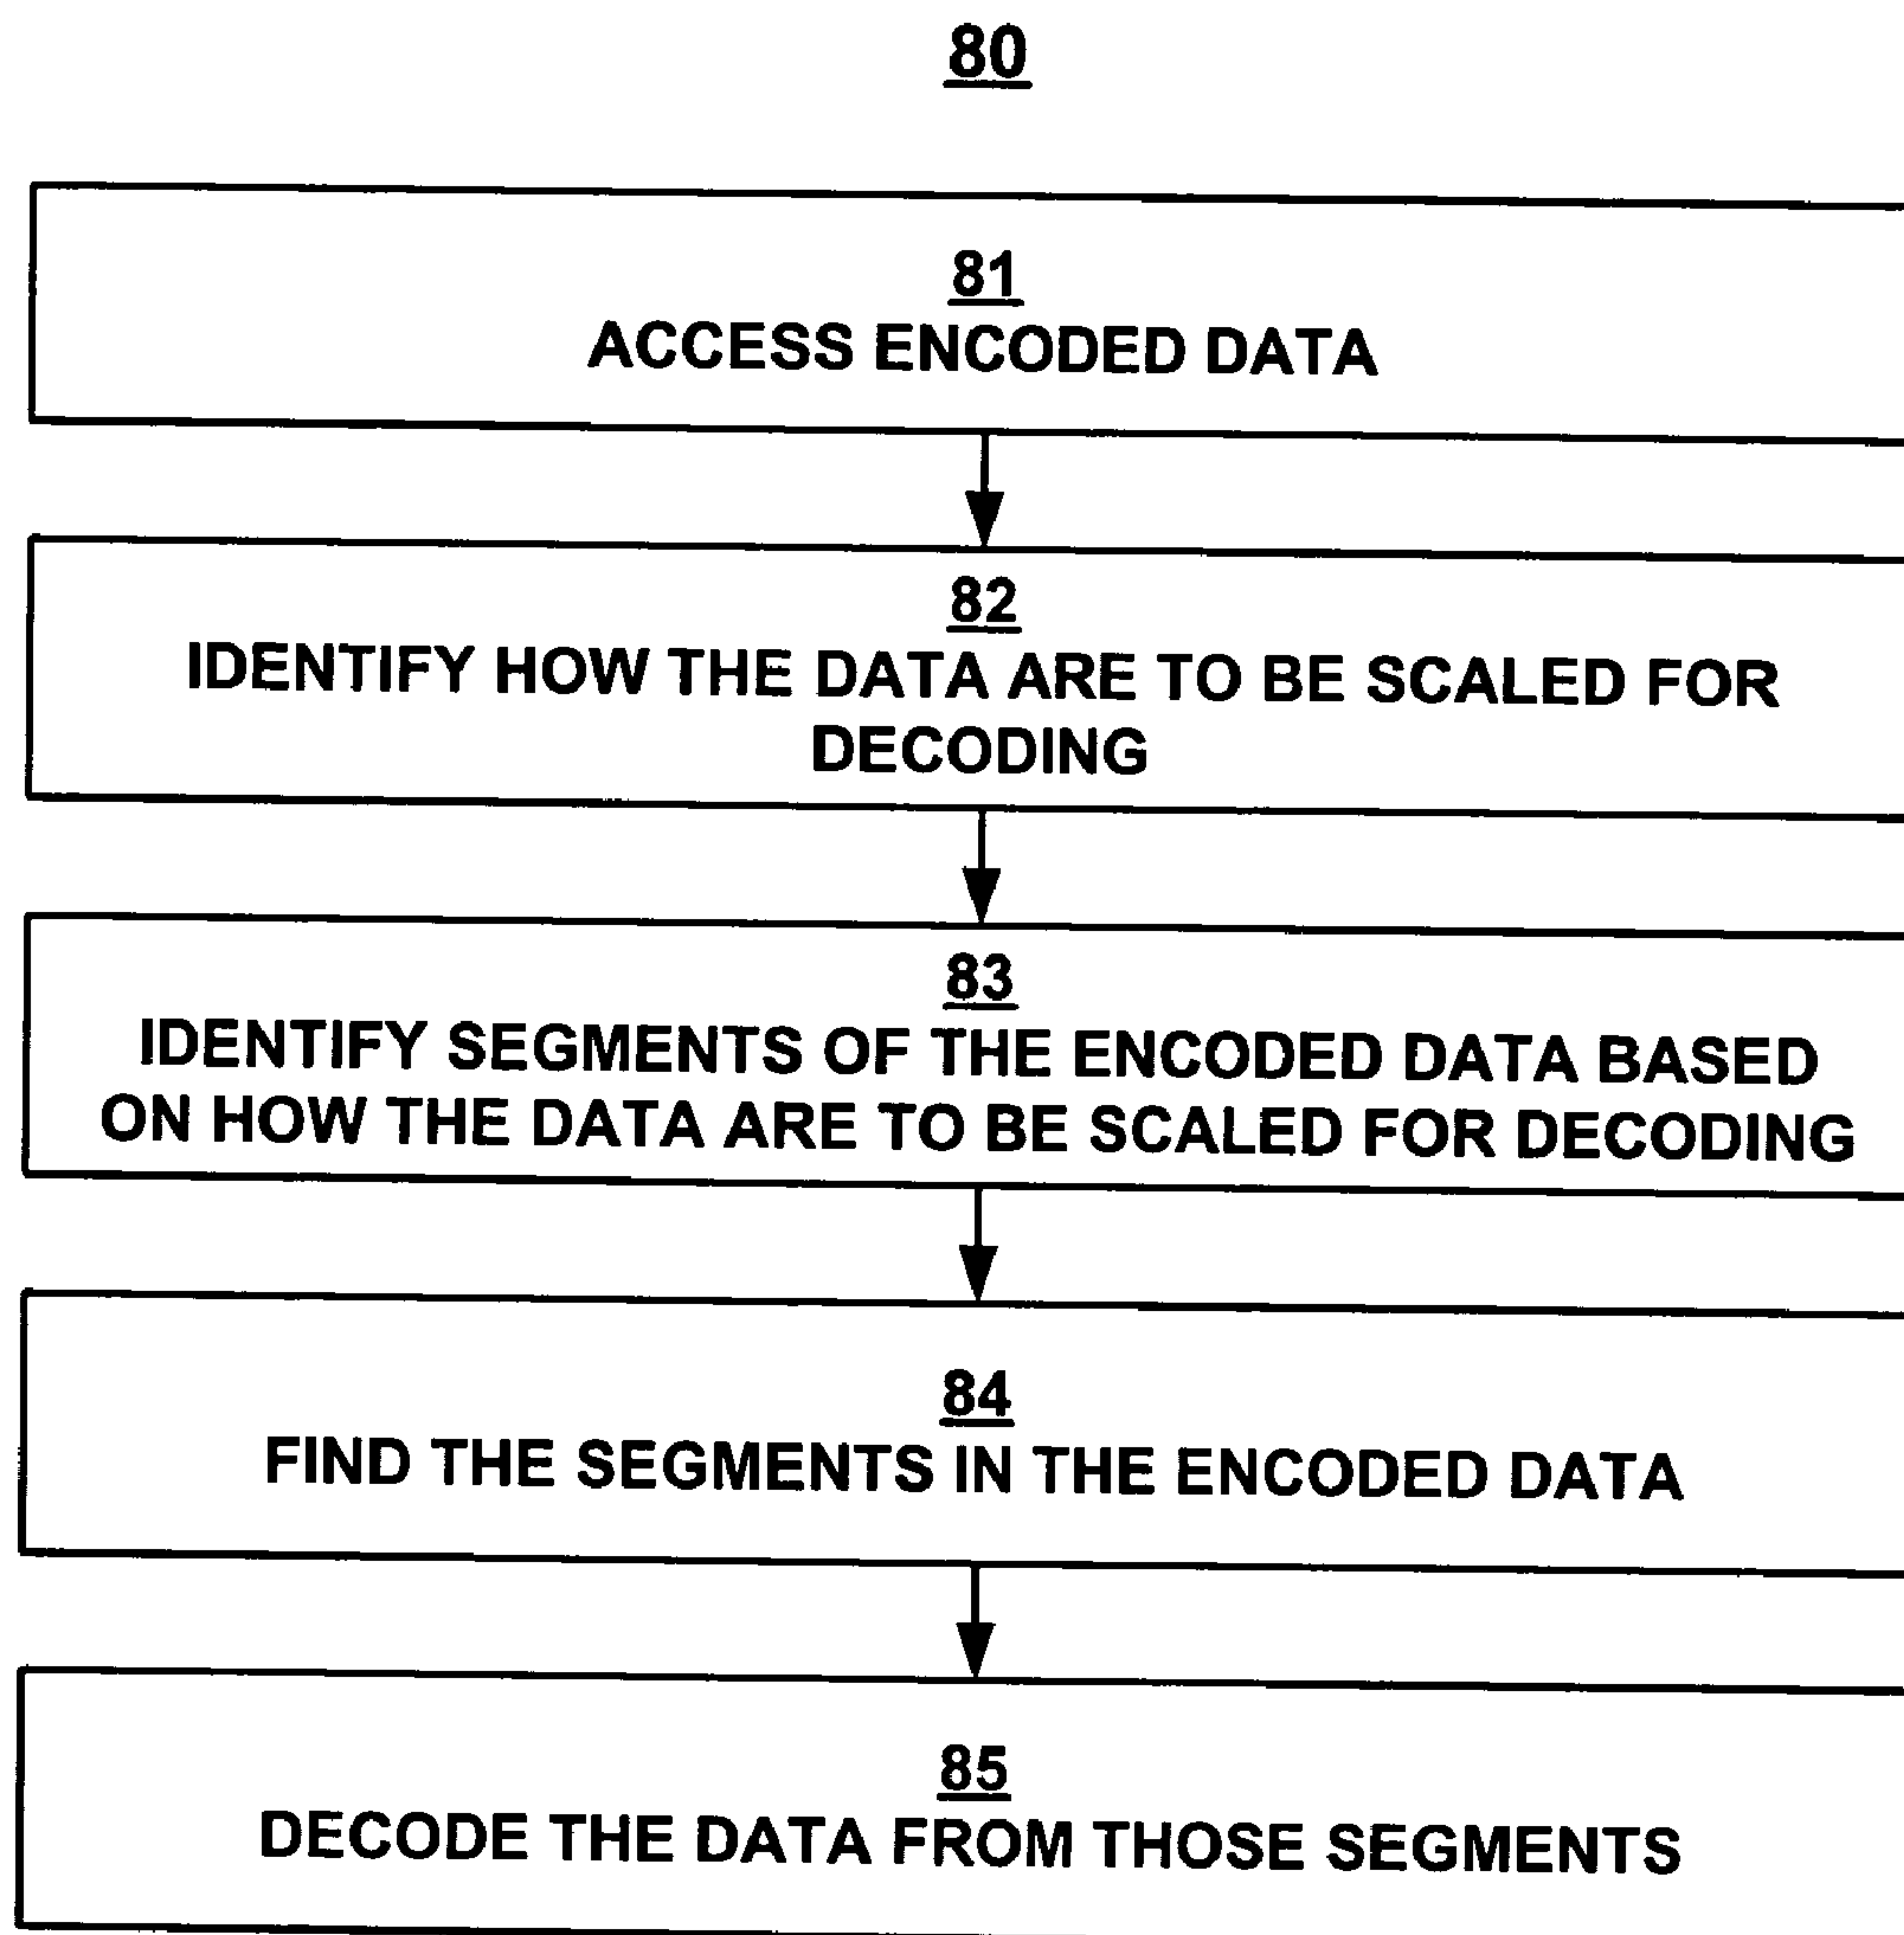 80
81
ACCESS ENCODED DATA
82
IDENTIFY HOW THE DATA ARE TO BE SCALED FOR
DECODING
83
IDENTIFY SEGMENTS OF THE ENCODED DATA BASED
ON HOW THE DATA ARE TO BE SCALED FOR DECODING
84
FIND THE SEGMENTS IN THE ENCODED DATA
85
DECODE THE DATA FROM THOSE SEGMENTS